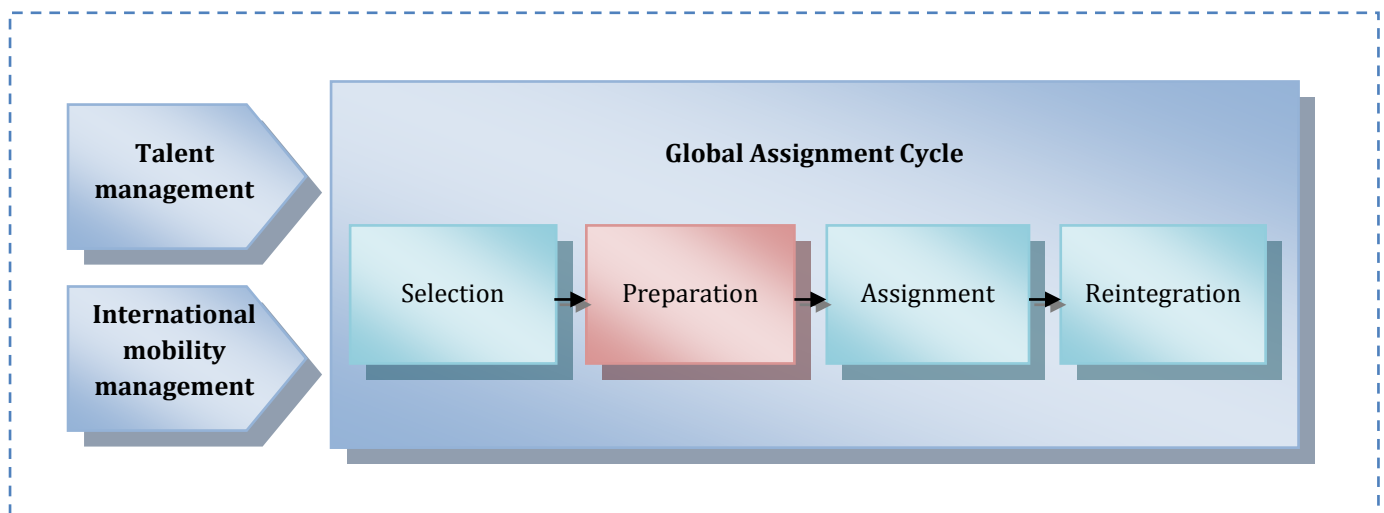 Talent
management
International
mobility
management
Global Assignment Cycle
Selection
Preparation
Assignment
Reintegration